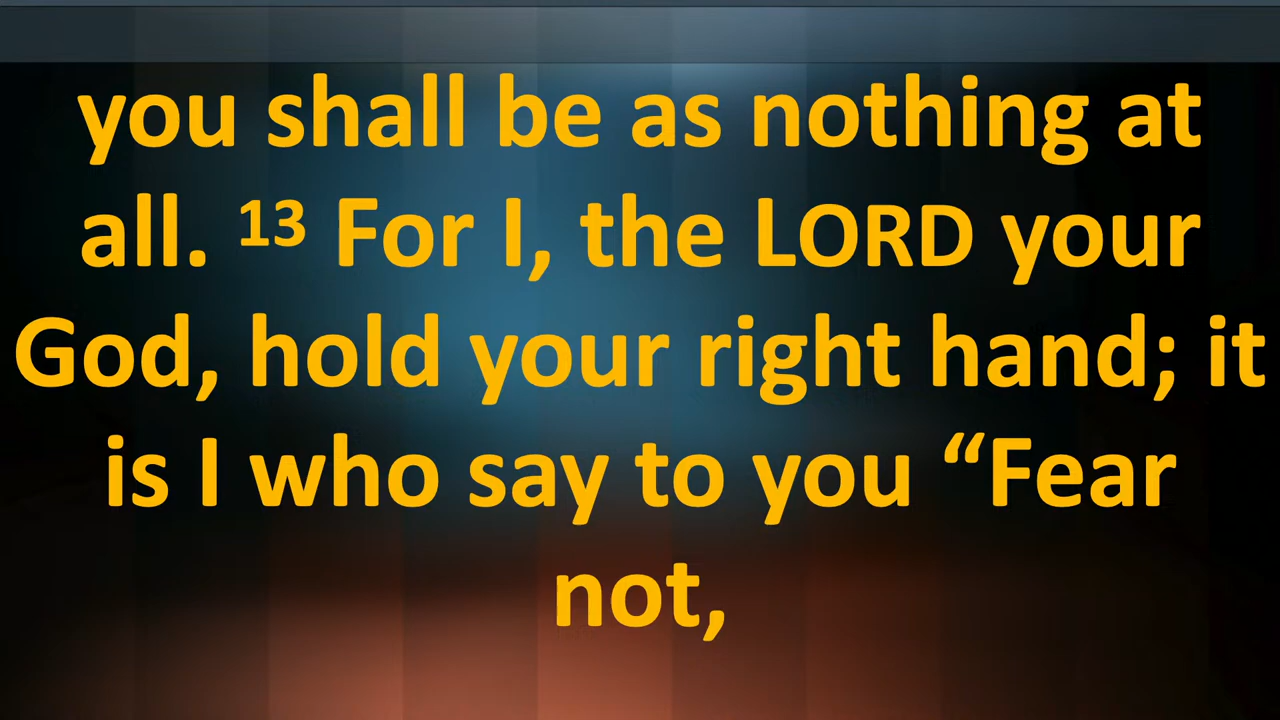 you shall be as nothing at
all. ¹³ For I, the LORD your
God, hold your right hand; it
is I who say to you “Fear
not,